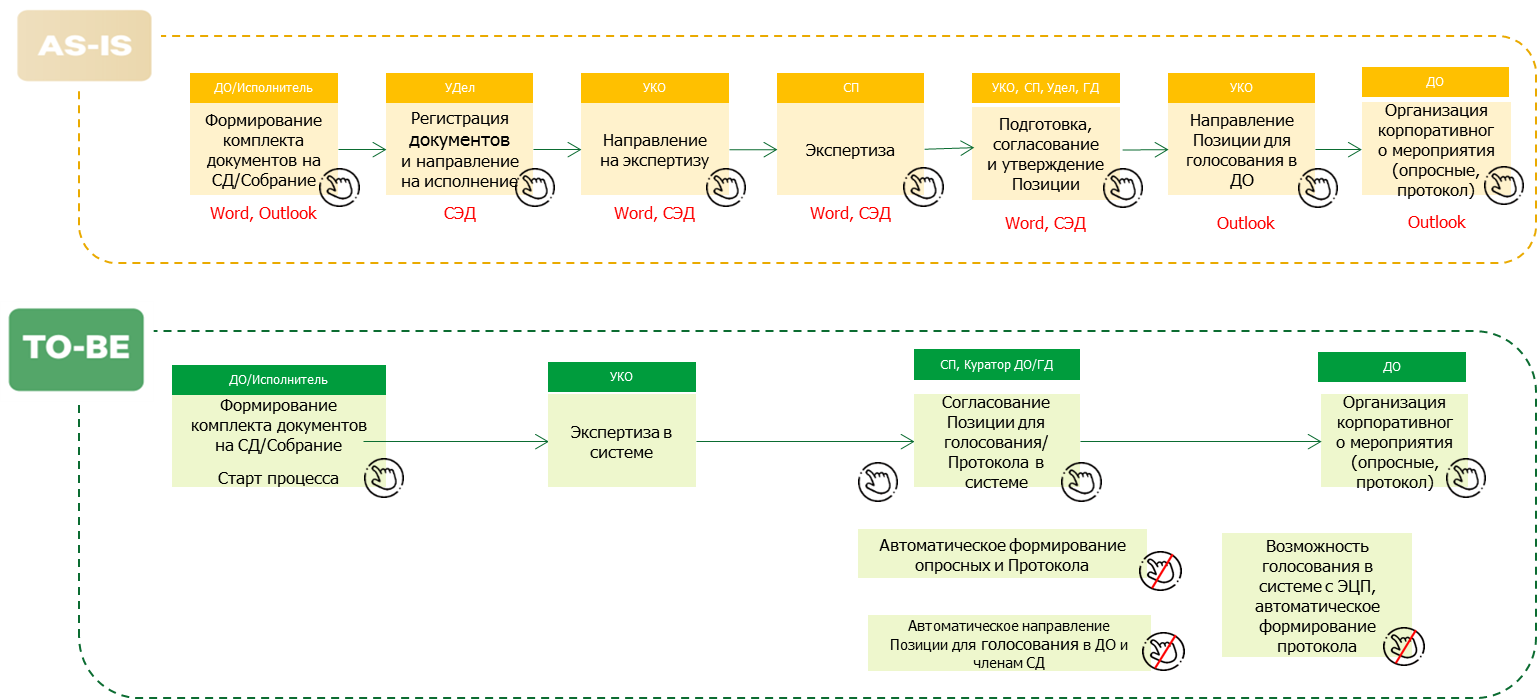 AS-IS
ДО/Исполнитель
Формирование
комплекта
документов на
СД/Собрание
Word, Outlook
УДел
Регистрация
документов
и направление
на исполнение
СЭД
УКО
Направление
на экспертизу
Word, СЭД
СП
Экспертиза
Word, СЭД
УКО, СП, Удел, ГД
Подготовка,
согласование
и утверждение
Позиции
Word, СЭД
УКО
Направление
Позиции для
голосования в
ДО
Outlook
ДО
Организация
корпоративног
о мероприятия
(опросные,
протокол)
Outlook
TO-BE
ДО/Исполнитель
Формирование
комплекта документов
на СД/Собрание
Старт процесса
УКО
Экспертиза в
системе
СП, Куратор ДО/ГД
Согласование
Позиции для
голосования/
Протокола в
системе
ДО
Организация
корпоративног
о мероприятия
(опросные,
протокол)
Автоматическое формирование
опросных и Протокола
Автоматическое направление
Позиции для голосования в ДО и
членам СД
Возможность
голосования в
системе с ЭЦП,
автоматическое
формирование
протокола